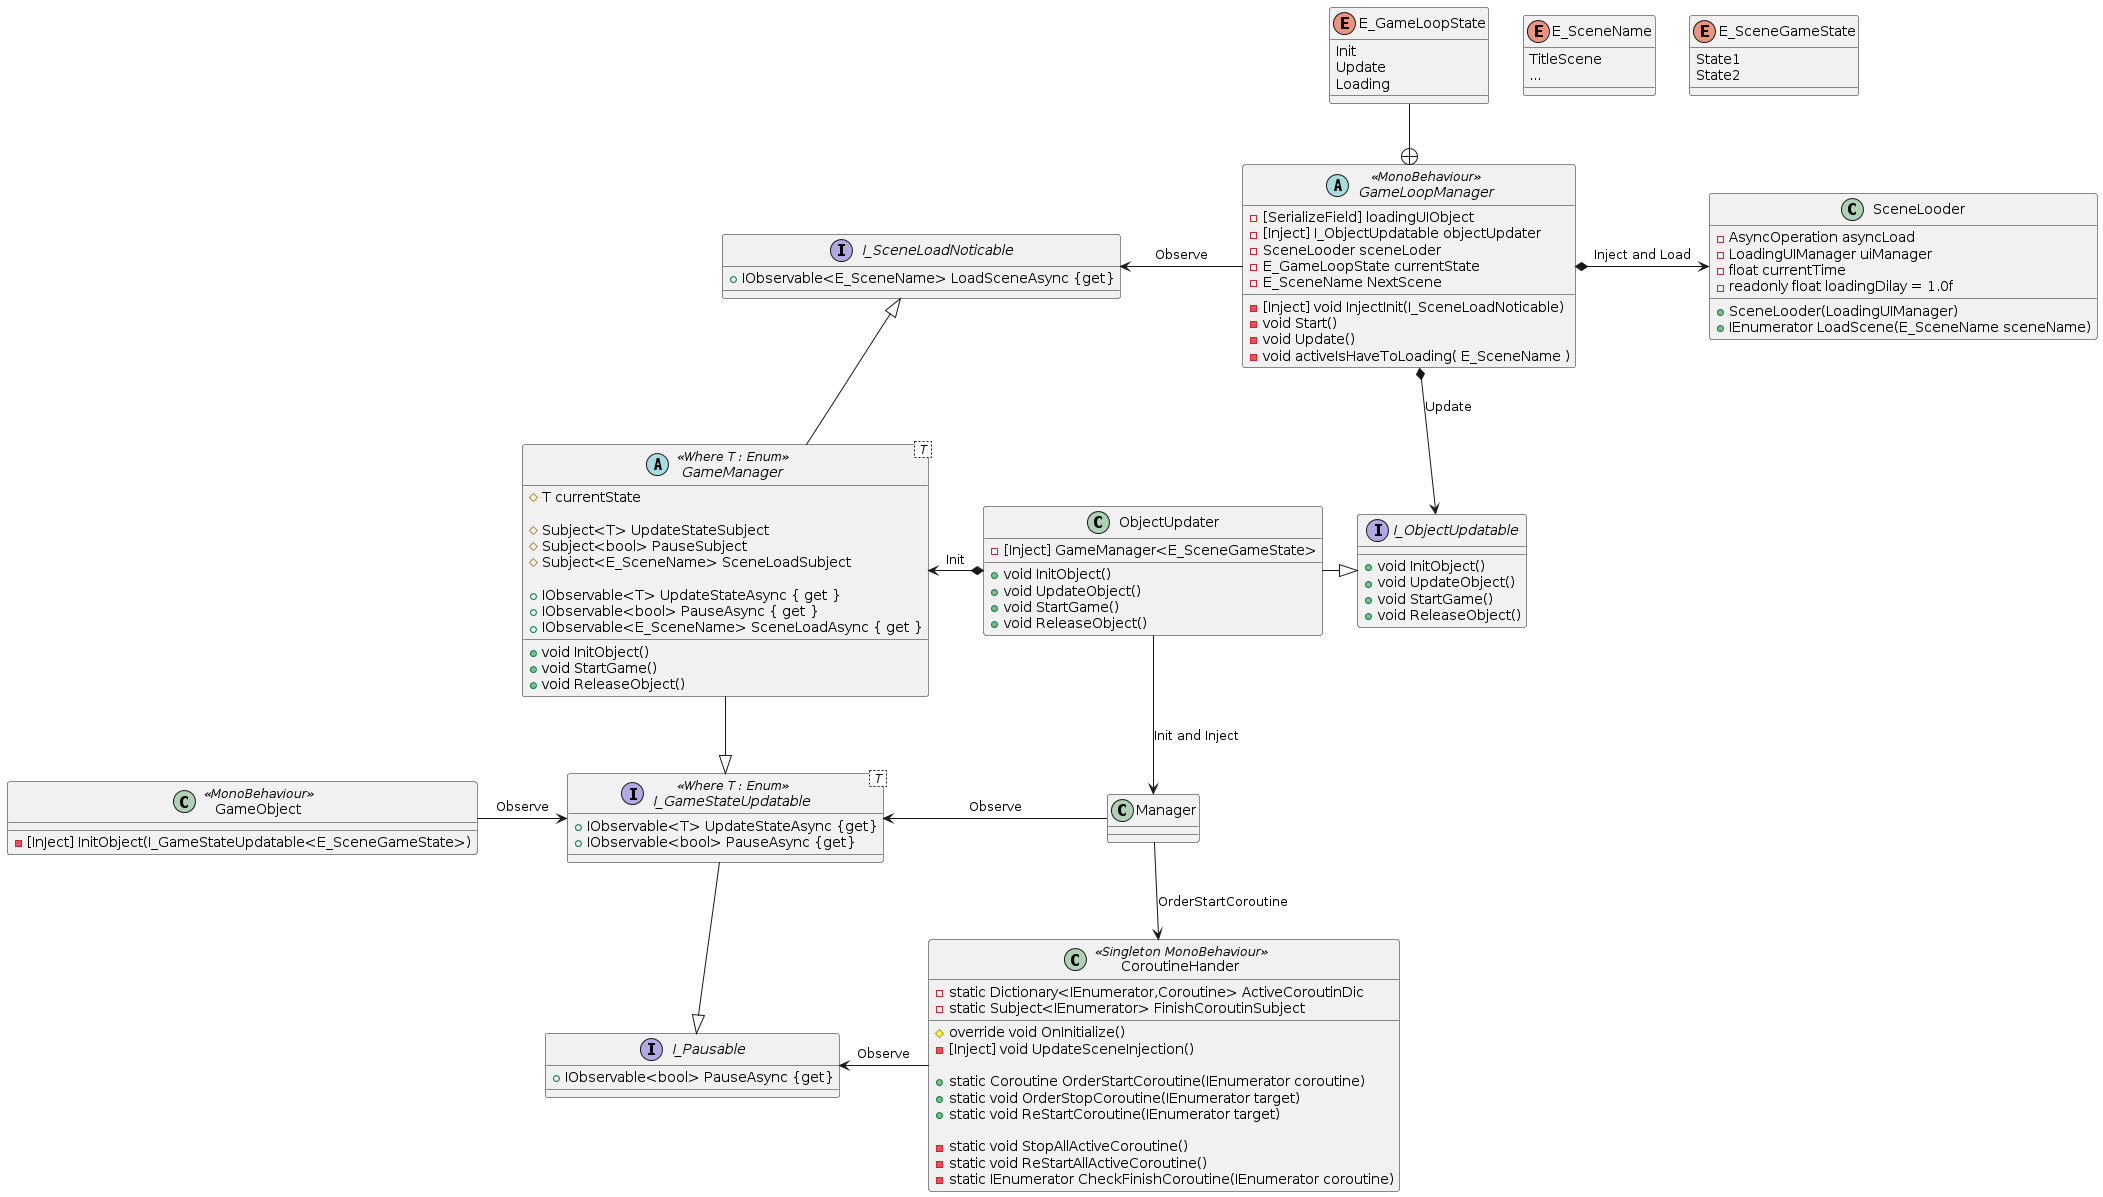 E E_GameLoopState
Init
Update
Loading
E E_SceneName
TitleScene
...
E E_SceneGameState
State1
State2
«MonoBehaviour»
A GameLoopManager
[SerializeField] loadingUIObject
[Inject] I_ObjectUpdatable objectUpdater
SceneLooder sceneLoder
E_GameLoopState currentState
E_SceneName NextScene
[Inject] void InjectInit(I_SceneLoadNoticable)
void Start()
void Update()
void activeIsHaveToLoading( E_SceneName )
Inject and Load
C SceneLooder
AsyncOperation asyncLoad
LoadingUIManager uiManager
float currentTime
readonly float loadingDilay = 1.0f
SceneLooder(LoadingUIManager)
IEnumerator LoadScene(E_SceneName sceneName)
I I_SceneLoadNoticable
IObservable<E_SceneName> LoadSceneAsync {get}
Observe
Update
T
«Where T : Enum»
A GameManager
T currentState
Subject<T> UpdateStateSubject
Subject<bool> PauseSubject
Subject<E_SceneName> SceneLoadSubject
IObservable<T> UpdateStateAsync { get }
IObservable<bool> PauseAsync { get }
IObservable<E_SceneName> SceneLoadAsync { get }
void InitObject()
void StartGame()
void ReleaseObject()
Init
C ObjectUpdater
[Inject] GameManager<E_SceneGameState>
void InitObject()
void UpdateObject()
void StartGame()
void ReleaseObject()
I I_ObjectUpdatable
void InitObject()
void UpdateObject()
void StartGame()
void ReleaseObject()
Init and Inject
«MonoBehaviour»
C GameObject
[InJect] InitObject(I_GameStateUpdatable<E_SceneGameState>)
Observe
T
«Where T : Enum»
I I_GameStateUpdatable
IObservable<T> UpdateStateAsync {get}
IObservable<bool> PauseAsync {get}
Observe
C Manager
OrderStartCoroutine
«Singleton MonoBehaviour»
C CoroutineHander
static Dictionary<IEnumerator,Coroutine> ActiveCoroutinDic
static Subject<IEnumerator> FinishCoroutinSubject
override void OnInitialize()
[Inject] void UpdateSceneInjection()
static Coroutine OrderStartCoroutine(IEnumerator coroutine)
static void OrderStopCoroutine(IEnumerator target)
static void ReStartCoroutine(IEnumerator target)
static void StopAllActiveCoroutine()
static void ReStartAllActiveCoroutine()
static IEnumerator CheckFinishCoroutine(IEnumerator coroutine)
I I_Pausable
IObservable<bool> PauseAsync {get}
Observe